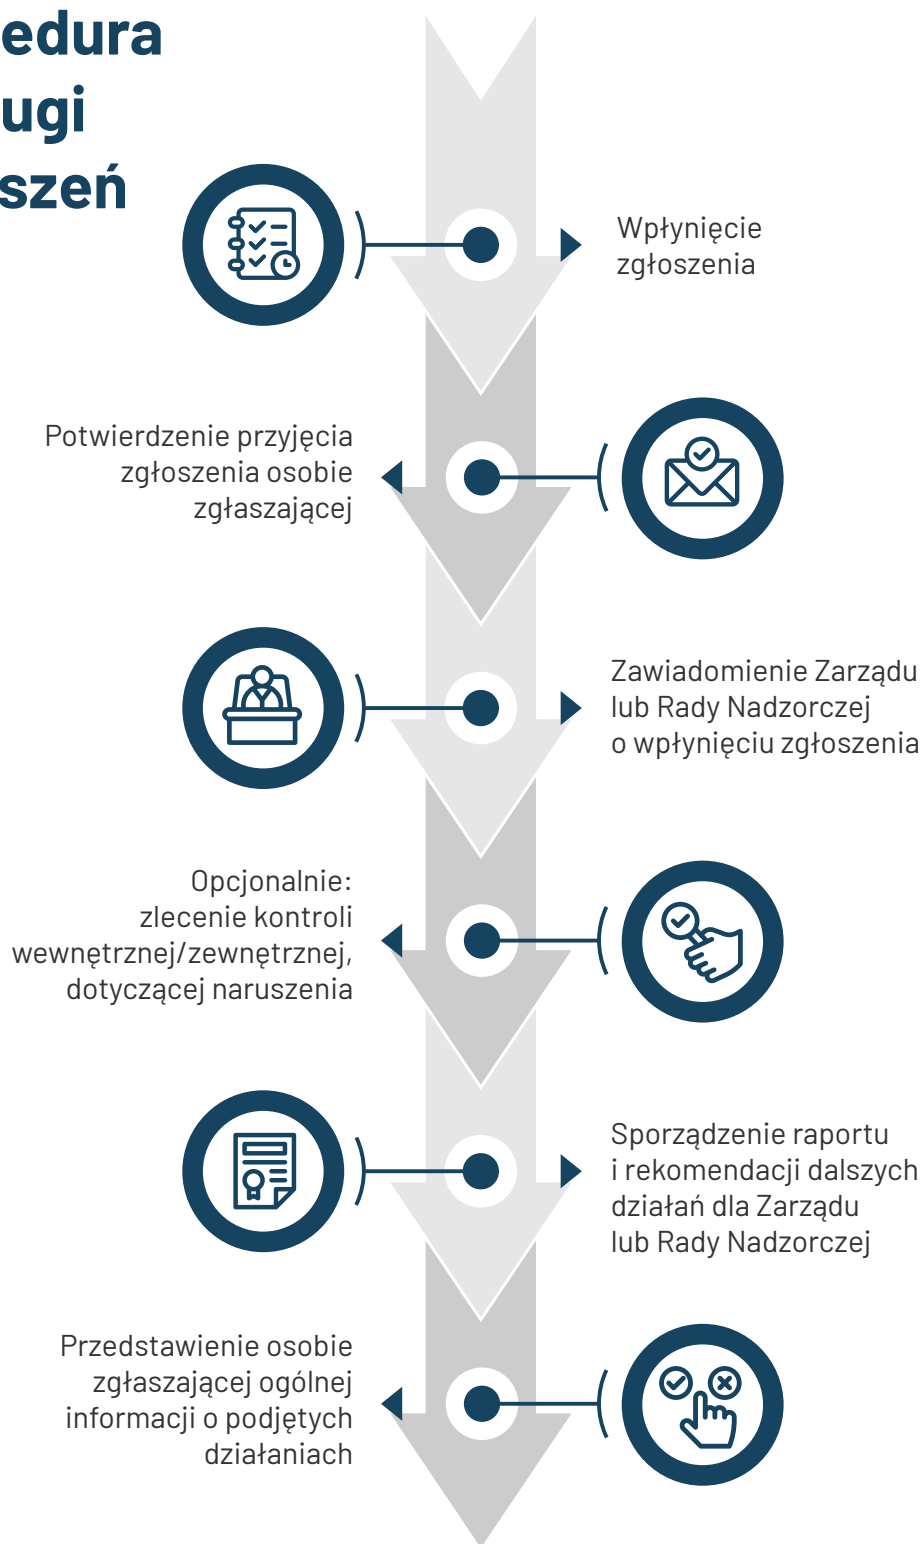 edura
ugi
szeń
Wpłynięcie
zgłoszenia
Potwierdzenie przyjęcia
zgłoszenia osobie
zgłaszającej
Zawiadomienie Zarządu
lub Rady Nadzorczej
o wpłynięciu zgłoszenia
Opcjonalnie:
zlecenie kontroli
wewnętrznej/zewnętrznej,
dotyczącej naruszenia
Sporządzenie raportu
i rekomendacji dalszych
działań dla Zarządu
lub Rady Nadzorczej
Przedstawienie osobie
zgłaszającej ogólnej
informacji o podjętych
działaniach